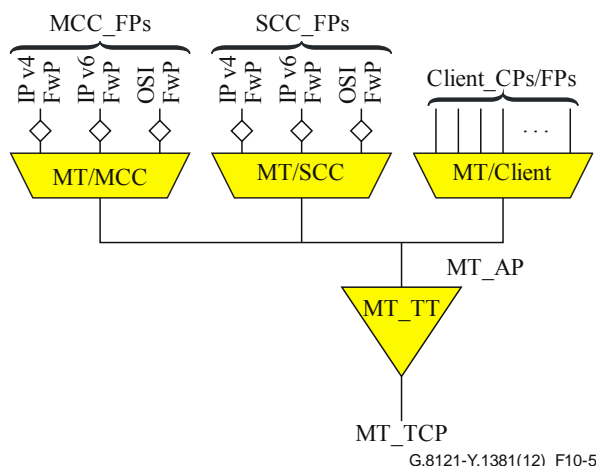 MCC_FPs
SCC_FPs
Client_CPs/FPs
IP v4
FwP
IP v6
FwP
OSI
FwP
IP v4
FwP
IP v6
FwP
OSI
FwP
...
MT/MCC
MT/SCC
MT/Client
MT_AP
MT_TT
MT_TCP
G.8121-Y.1381(12)_F10-5